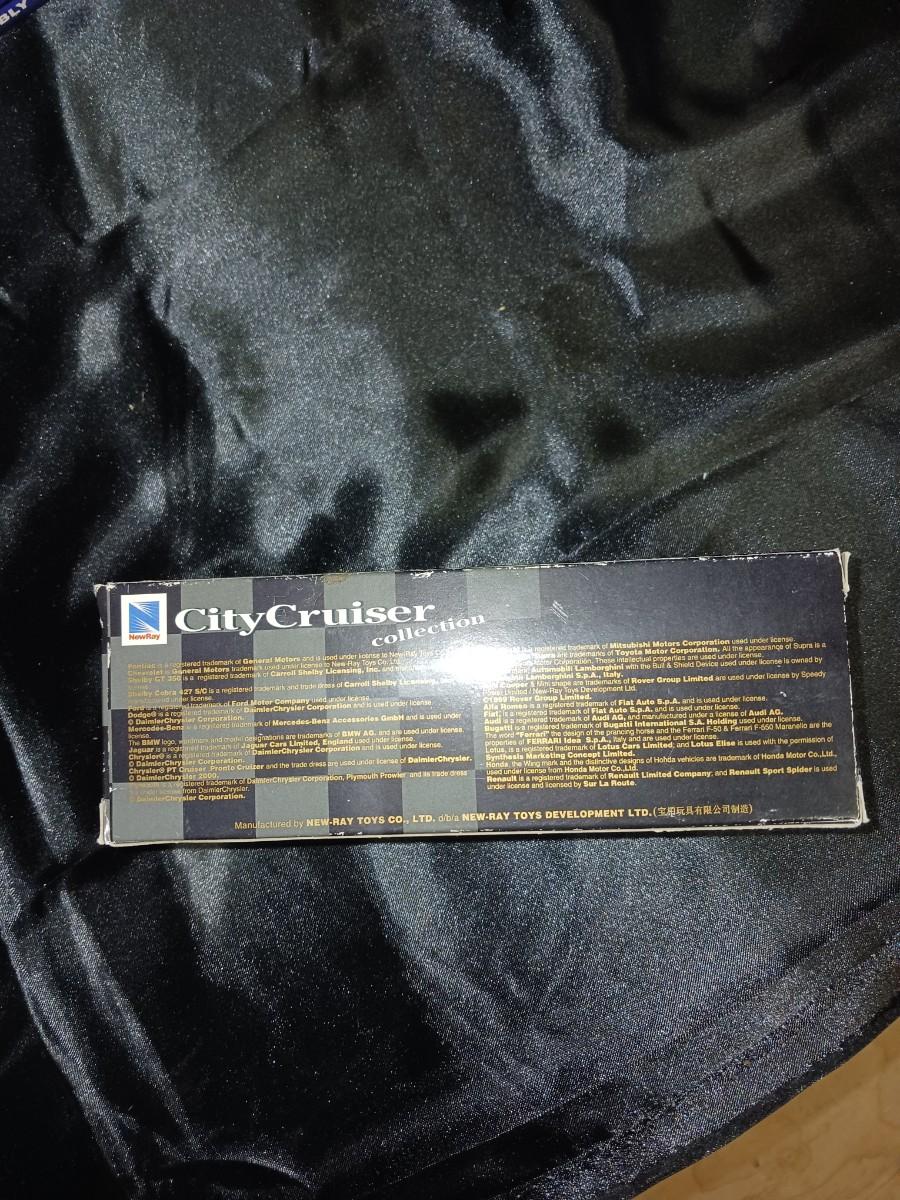 BLY
NewRay
CityCruiser
collection
Pontiac is a registered trademark of General Motors and is used under license to NewRay Toys
Chevrolet General Motors trademark used under license to New-Ray Toys Co.
Shelby GT 350 is a registered trademark of Carroll Shelby Licensing, Inc. and
Shelby Cobra 427 S/C is a registered trademark and trade dress of Carroll Shelby Licensing,
used under license.
Ford is a registered trademark of Ford Motor Company used under license.
Dodge® is a registered trademark of DaimlerChrysler Corporation and is used under license.
© DaimlerChrysler Corporation.
Mercedes-Benz trademark of Mercedes-Benz Accessories GmbH and is used under
license.
The BMW logo, wordmark and model designations are trademarks of BMW AG. and are used under license.
Jaguar is a registered trademark of Jaguar Cars Limited, England used under license.
Chrysler® is a registered trademark of DaimlerChrysler Corporation and is used under license.
© DaimlerChrysler Corporation.
Chrysler® PT Cruiser Pronto Cruizer and the trade dress are used under license of DaimlerChrysler.
© DaimlerChrysler 2000.
is a registered trademark of DaimlerChrysler Corporation, Plymouth Prowler and its trade dress
license from DaimlerChrysler.
© DaimlerChrysler Corporation.
is a registered trademark of Mitsubishi Motors Corporation used under license.
are trademarks of Toyota Motor Corporation. All the appearance of Supra is a
Motor Corporation. These intellectual properties are used under license.
Automobili Lamborghini with the Bull & Shield Device used under license is owned by
Lamborghini S.p.A., Italy.
Mini shape are trademarks of Rover Group Limited are used under license by Speedy
Limited / New-Ray Toys Development Ltd.
Rover Group Limited.
Alfa Romeo is a registered trademark of Fiat Auto S.p.A. and is used under license.
Fiat, is a registered trademark of Fiat Auto S.p.A. and is used under license.
Audi is a registered trademark of Audi AG, and manufactured under a license of Audi AG.
Bugatti is a registered trademark of Bugatti International S.A. Holding used under license.
The word "Ferrari" the design of the prancing horse and the Ferrari F-50 & Ferrari F-550 Maranello are the
properties of FERRARI Idea S.p.A., Italy and are used under license.
Lotus is a registered trademark of Lotus Cars Limited; and Lotus Elise is used with the permission of
Synthesis Marketing Concept Limited.
Honda, the Wing mark and the distinctive designs of Honda vehicles are trademark of Honda Motor Co.,Ltd.,
used under license from Honda Motor Co.,Ltd.
Renault is a registered trademark of Renault Limited Company; and Renault Sport Spider is used
under license and licensed by Sur La Route.
Manufactured by NEW-RAY TOYS CO., LTD. d/b/a NEW-RAY TOYS DEVELOPMENT LTD.(宝阳玩具有限公司制造)